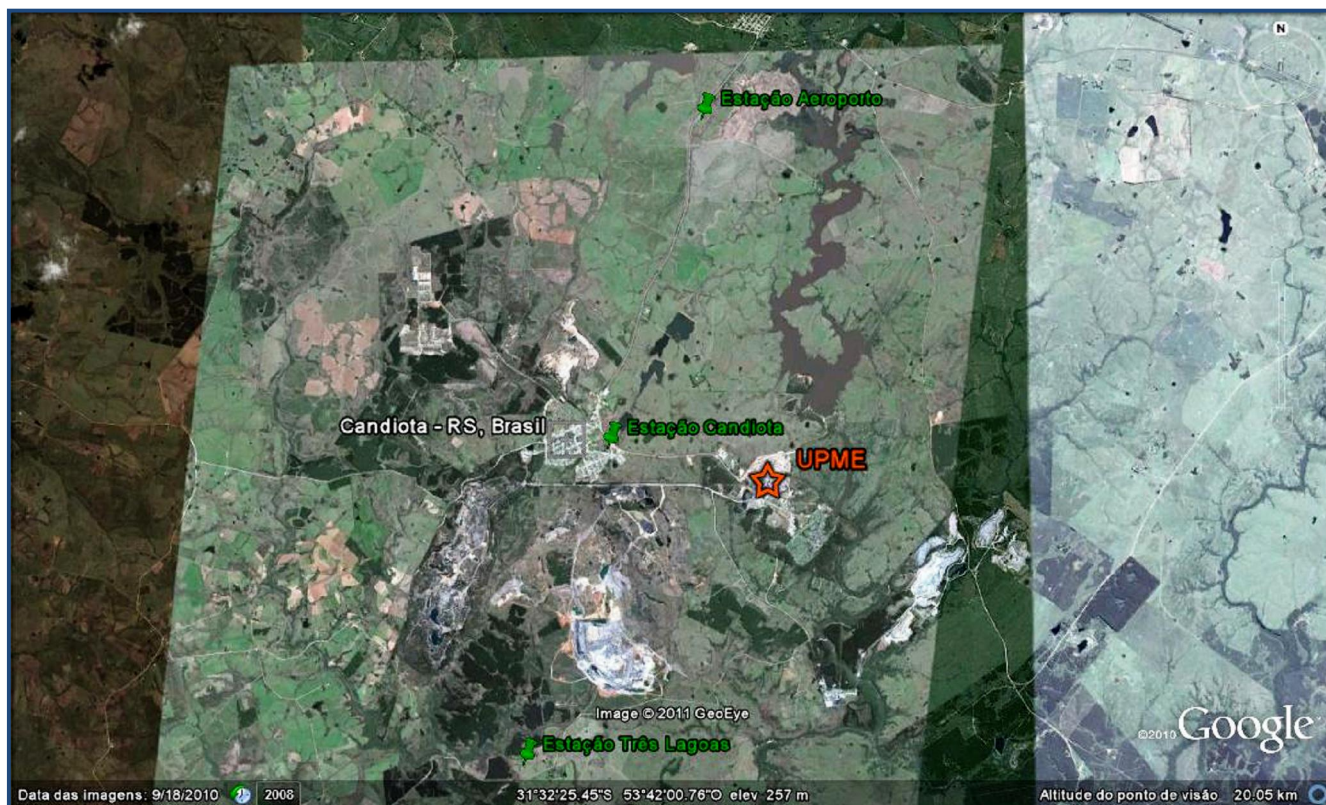 N
Estação Aeroporto
Candiota - RS, Brasil
Estação Candiota
UPME
Image © 2011 GeoEye
Estação Três Lagoas
©2010 Google
Data das imagens: 9/18/2010 2008 31°32'25.45"S 53°42'00.76"O elev 257 m Altitude do ponto de visão 20.05 km